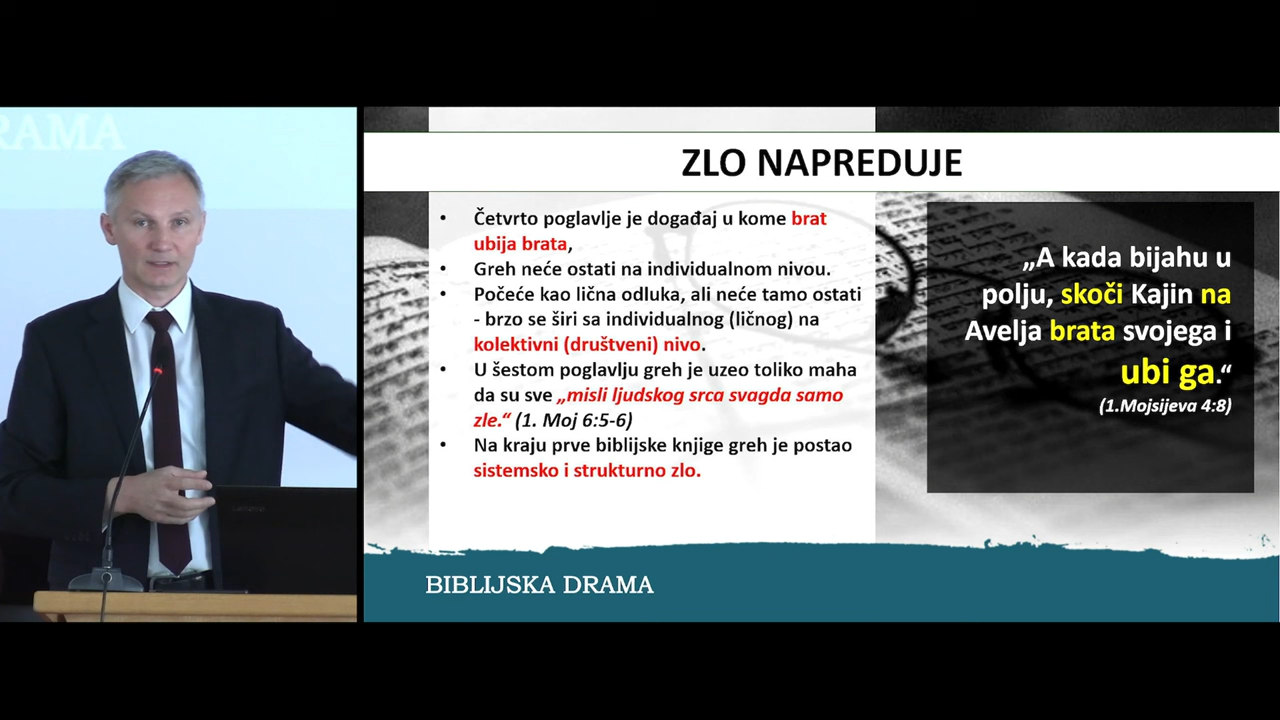 DRAMA
ZLO NAPREDUJE
• Četvrto poglavlje je događaj u kome brat
ubija brata,
• Greh neće ostati na individualnom nivou.
• Počeće kao lična odluka, ali neće tamo ostati
- brzo se širi sa individualnog (ličnog) na
kolektivni (društveni) nivo.
• U šestom poglavlju greh je uzeo toliko maha
da su sve „misli ljudskog srca svagda samo
zle.“ (1. Moj 6:5-6)
• Na kraju prve biblijske knjige greh je postao
sistemsko i strukturno zlo.
„A kada bijahu u
polju, skoči Kajin na
Avelja brata svojega i
ubi ga.“
(1.Mojsijeva 4:8)
BIBLIJSKA DRAMA